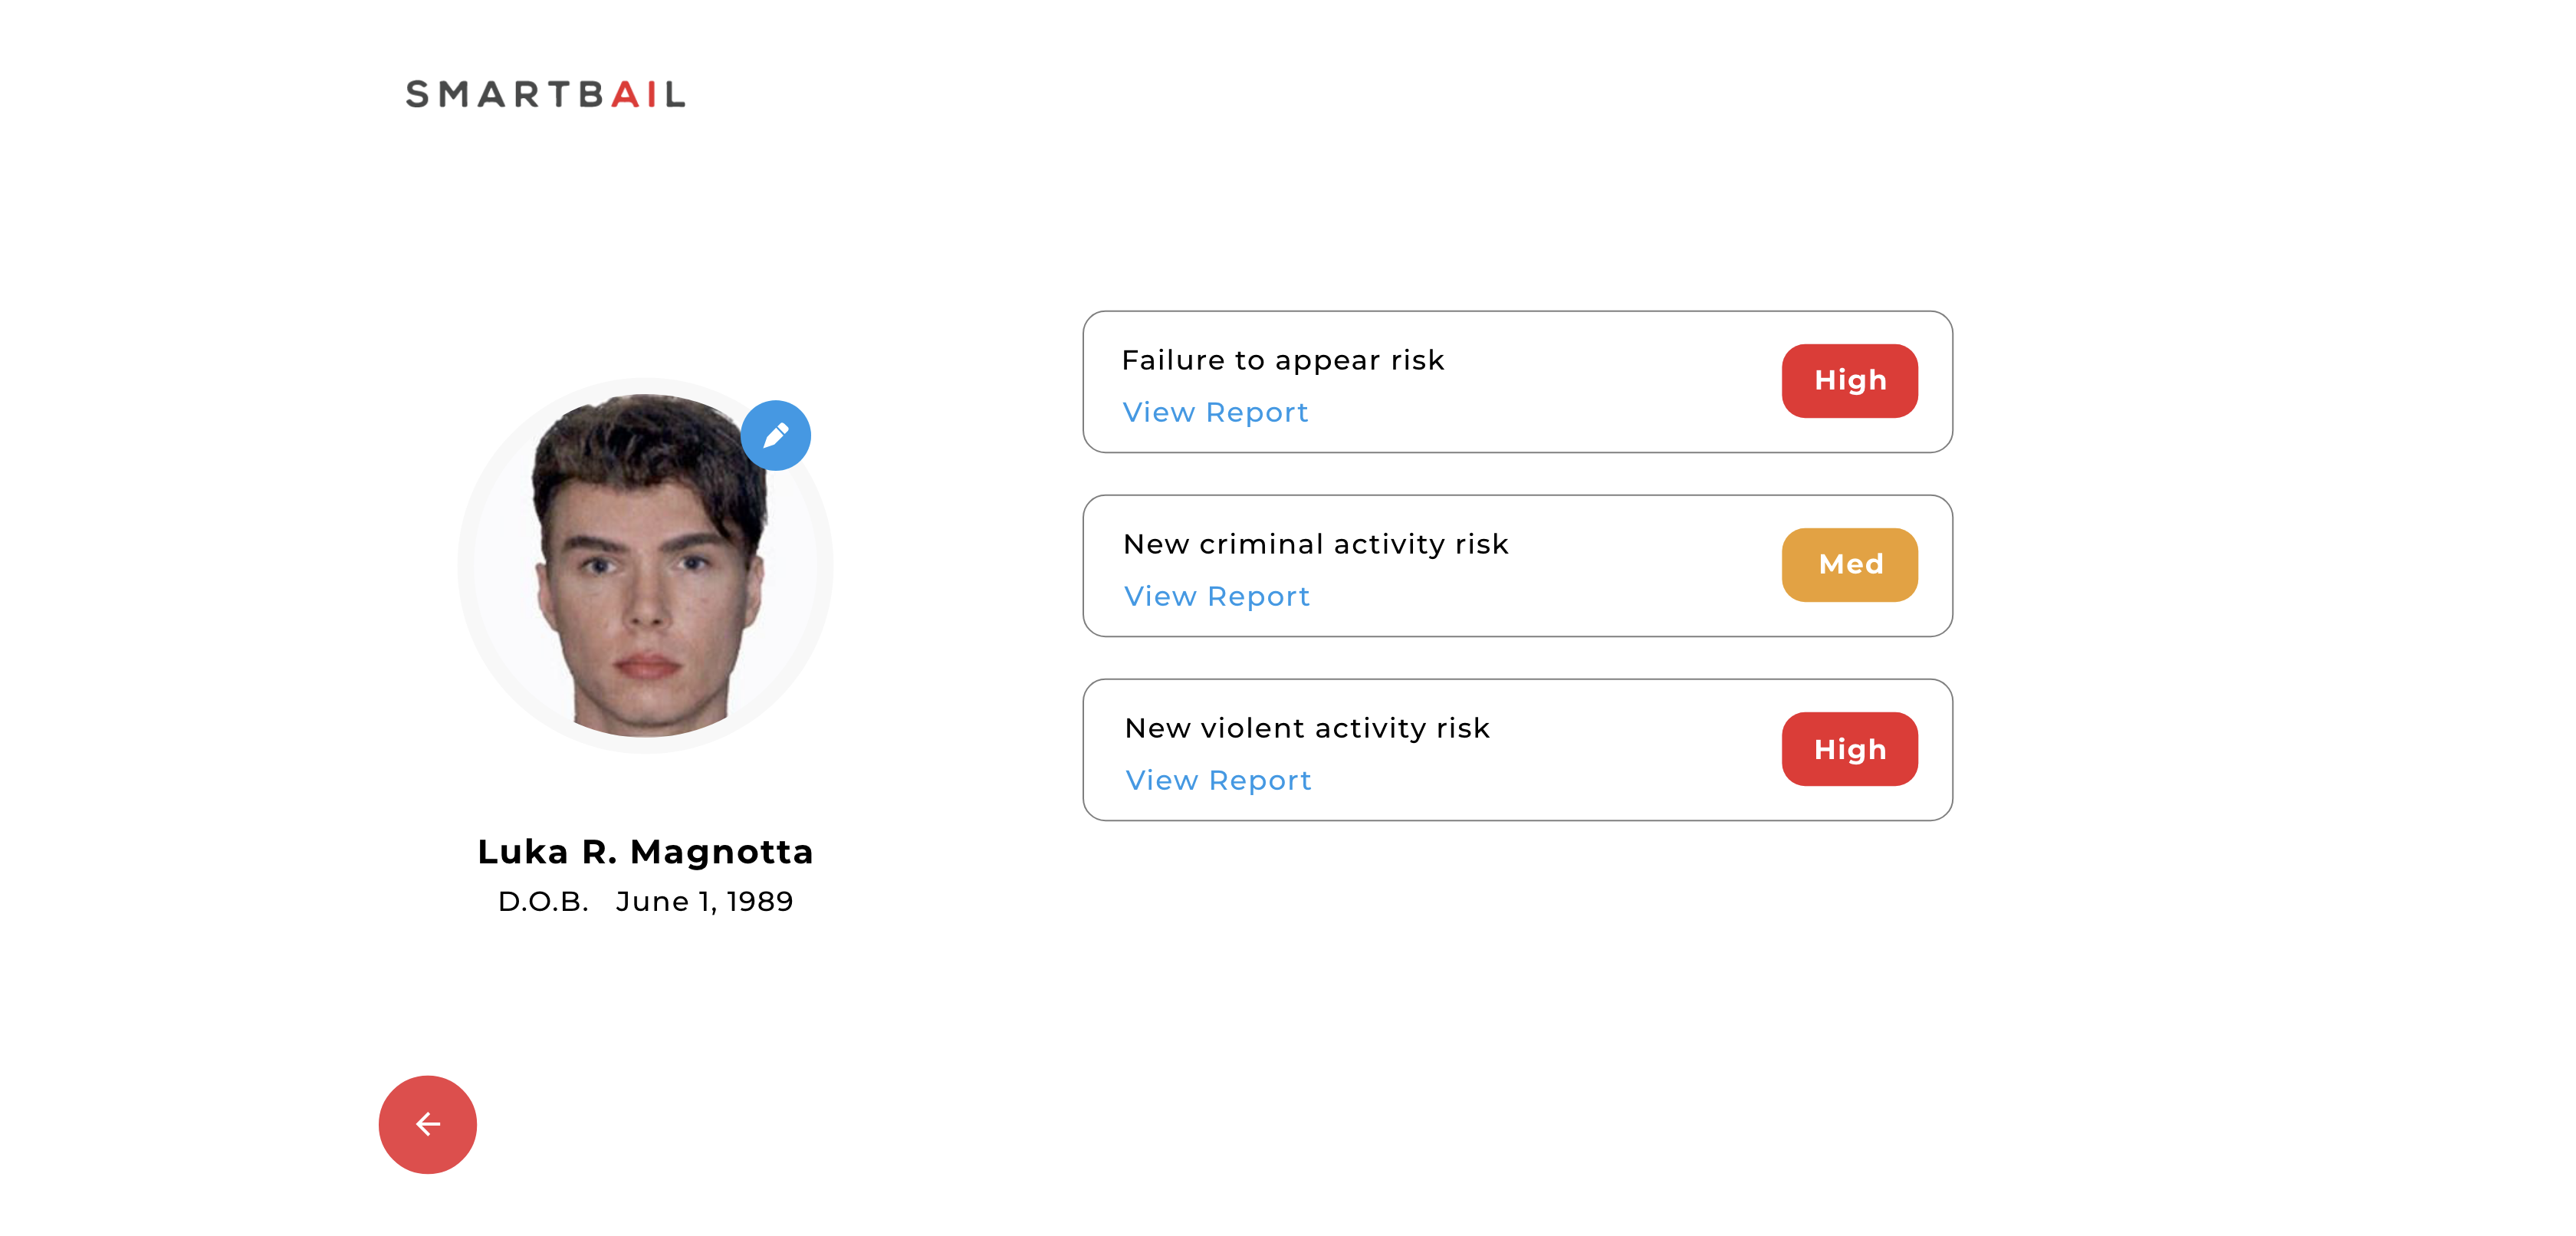 SMARTBAIL
Failure to appear risk
View Report
High
New criminal activity risk
View Report
Med
New violent activity risk
View Report
High
Luka R. Magnotta
D.O.B. June 1, 1989